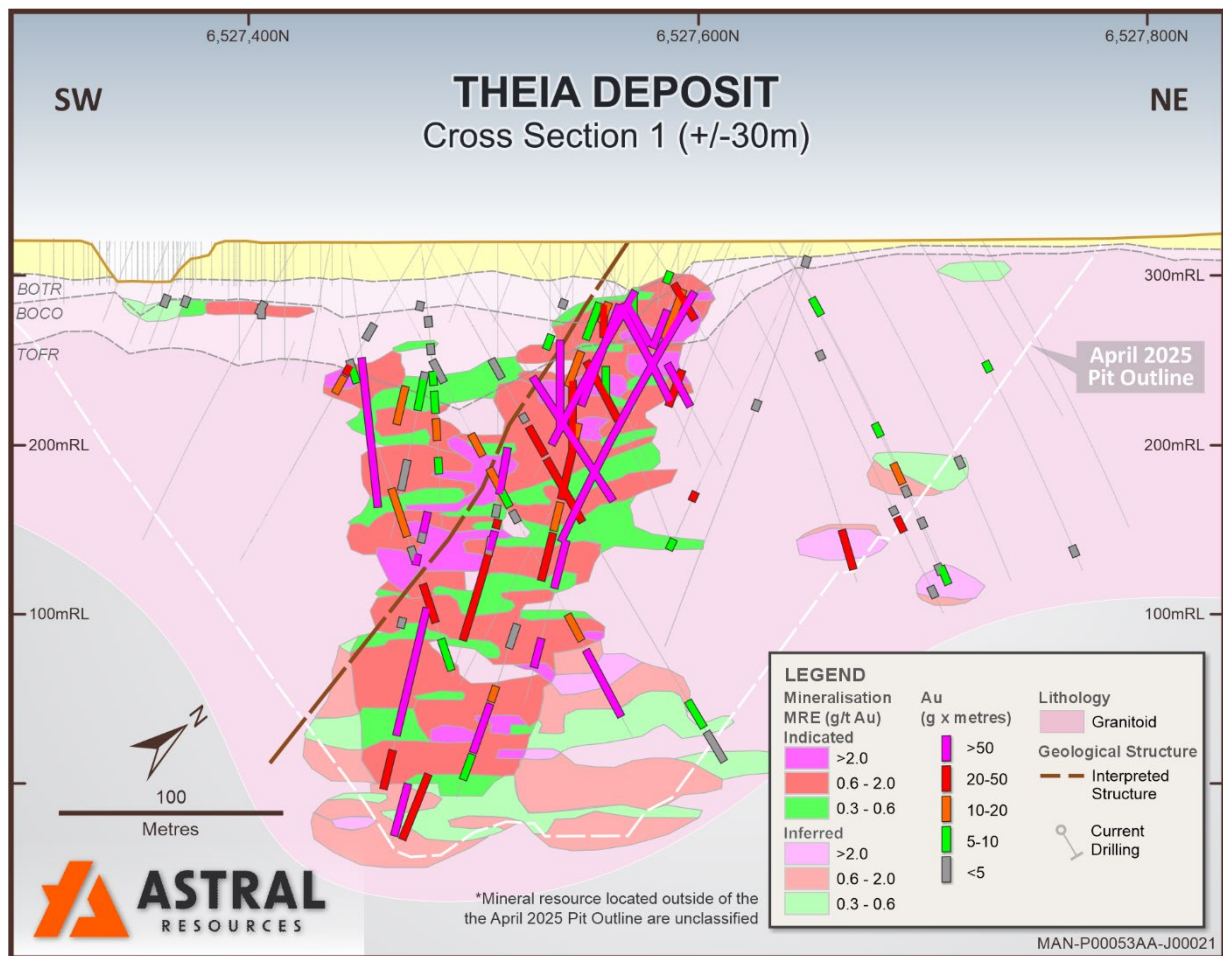 6,527,400N
6,527,600N
6,527,800N
SW
THEIA DEPOSIT
NE
Cross Section 1 (+/-30m)
300mRL
300mRL
BOTR
BOCO
TOFR
April 2025
Pit Outline
200mRL
200mRL
100mRL
100mRL
N
100
Metres
LEGEND
Mineralisation
MRE (g/t Au)
Indicated
>2.0
0.6 - 2.0
0.3 - 0.6
Inferred
>2.0
0.6 - 2.0
0.3 - 0.6
Au
(g x metres)
>50
20-50
10-20
5-10
<5
Lithology
Granitoid
Geological Structure
Interpreted
Structure
Current
Drilling
ASTRAL
RESOURCES
*Mineral resource located outside of the
the April 2025 Pit Outline are unclassified
MAN-P00053AA-J00021